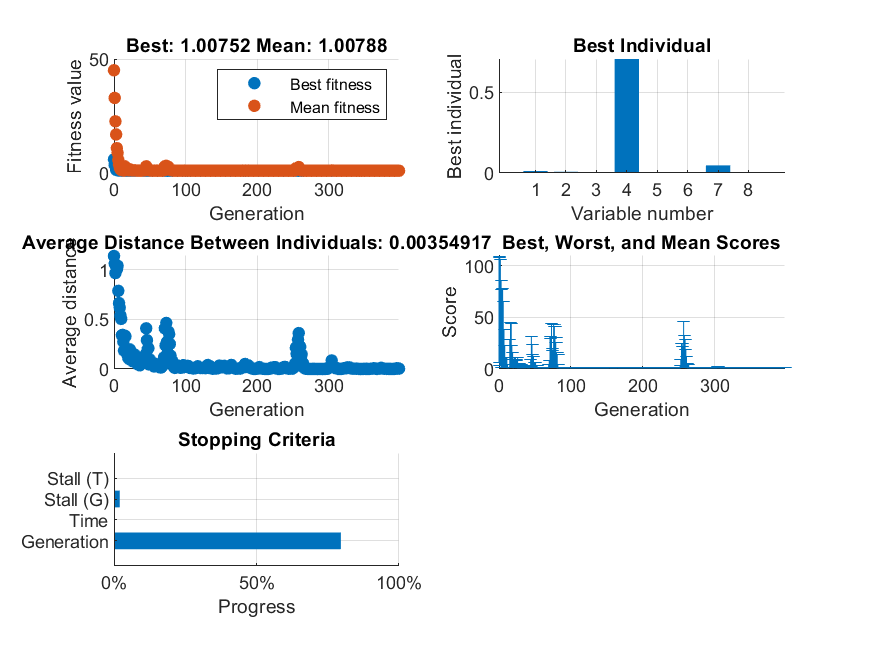 Best: 1.00752 Mean: 1.00788
Fitness value
50
0
Best fitness
Mean fitness
0 100 200 300
Generation
Best Individual
Best individual
0.5
0
1 2 3 4 5 6 7 8
Variable number
Average Distance Between Individuals: 0.00354917
Average distance
1
0.5
0
0 100 200 300
Generation
Best, Worst, and Mean Scores
Score
100
50
0
0 100 200 300
Generation
Stopping Criteria
Stall (T)
Stall (G)
Time
Generation
0% 50% 100%
Progress